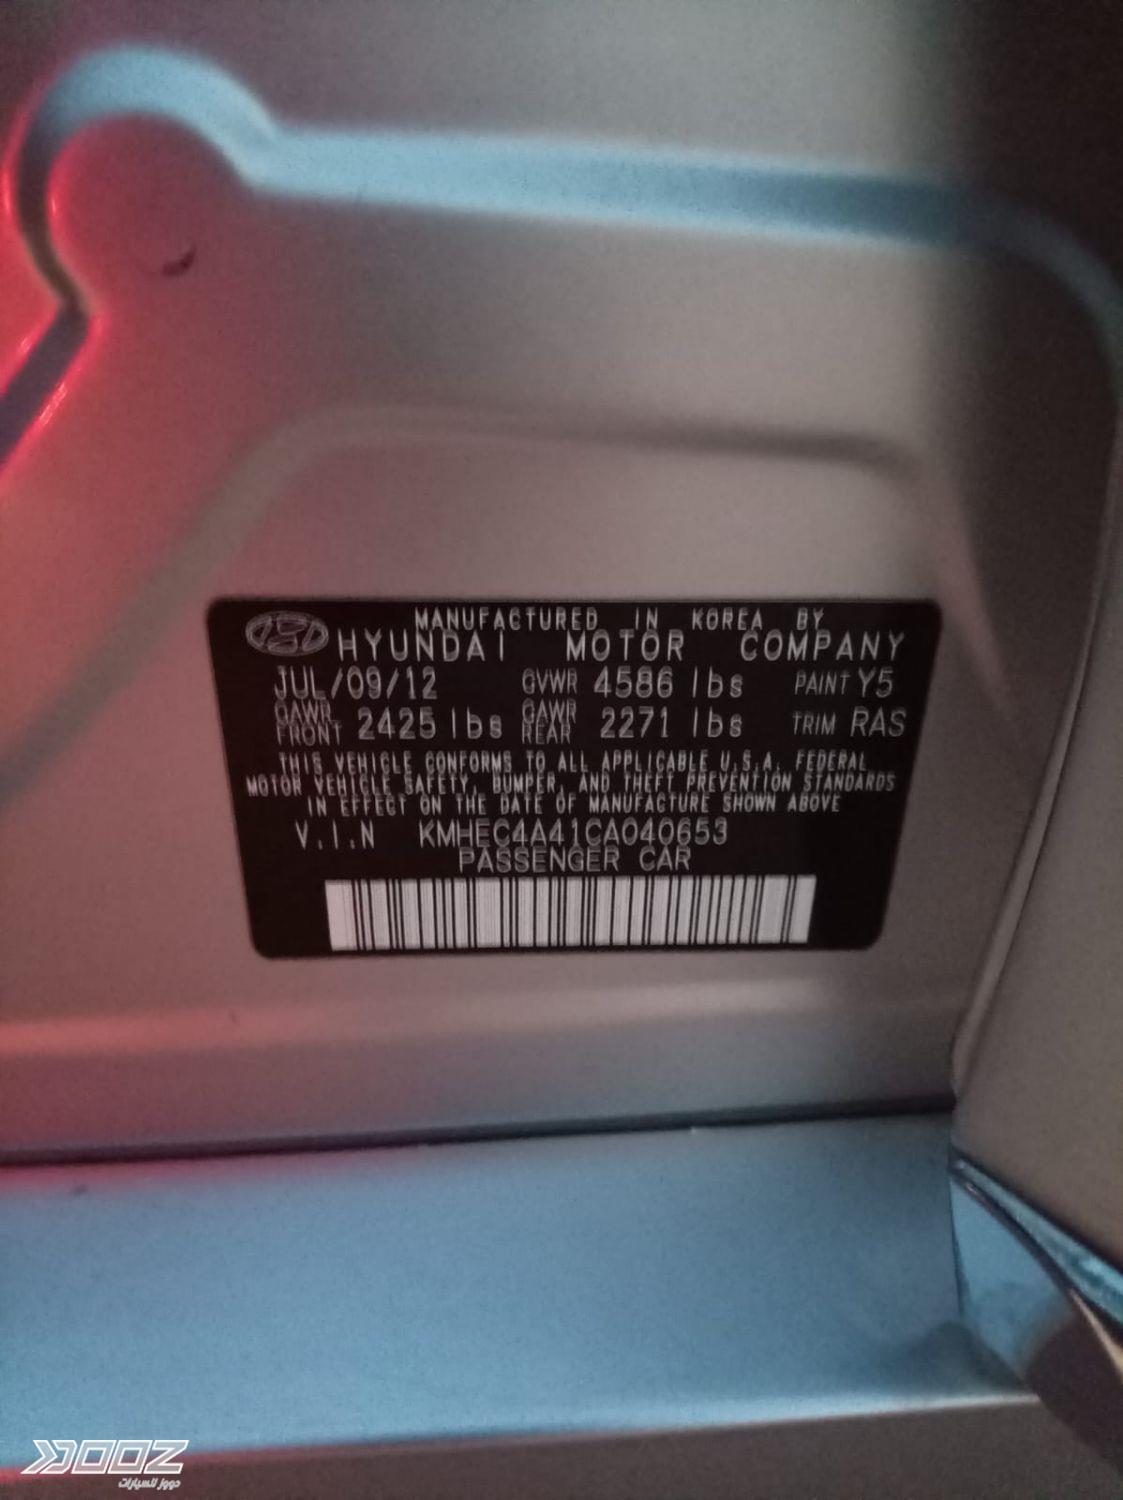 MANUFACTURED IN KOREA BY
HYUNDAI MOTOR COMPANY
JUL/09/12 GVWR 4586 lbs PAINT Y5
GAWR FRONT 2425 lbs GAWR REAR 2271 lbs TRIM RAS
THIS VEHICLE CONFORMS TO ALL APPLICABLE U.S.A. FEDERAL
MOTOR VEHICLE SAFETY, BUMPER, AND THEFT PREVENTION STANDARDS
IN EFFECT ON THE DATE OF MANUFACTURE SHOWN ABOVE
V.I.N KMHEC4A41CA040653
PASSENGER CAR
DOOZ
دووز للسيارات